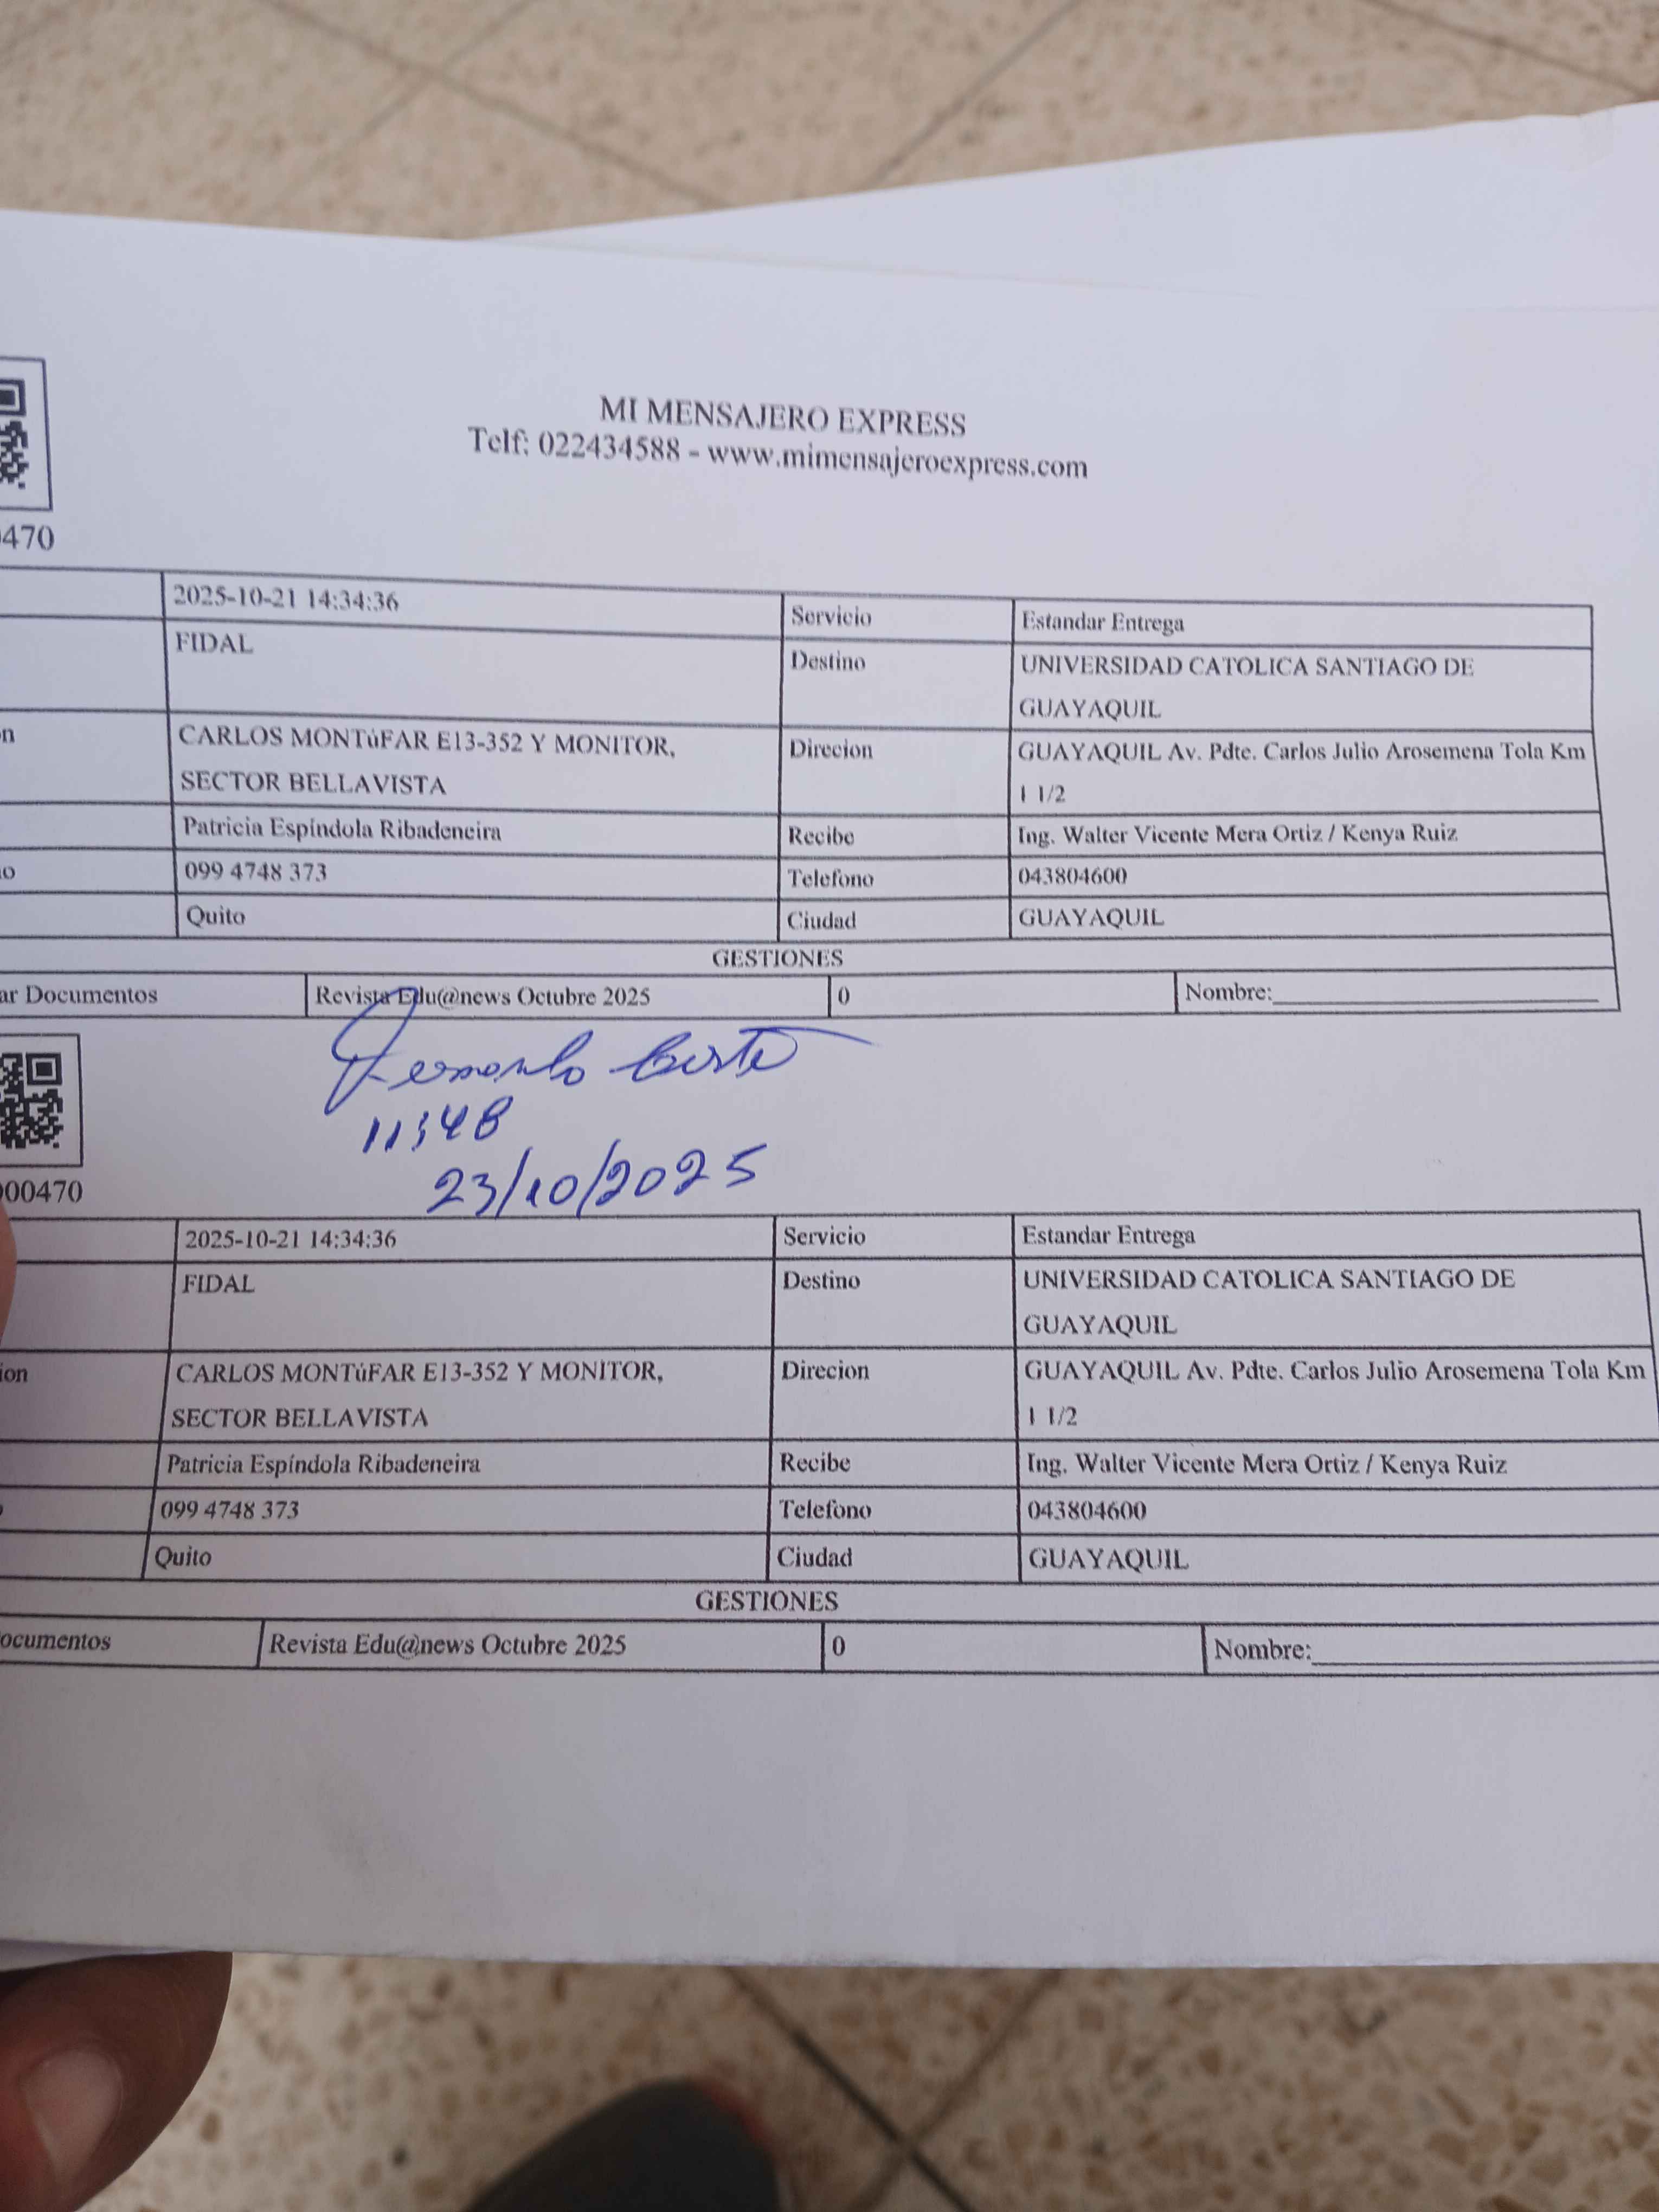 MI MENSAJERO EXPRESS
Telf: 022434588 - www.mimensajeroexpress.com
470
2025-10-21 14:34:36 Servicio Estandar Entrega
FIDAL Destino UNIVERSIDAD CATOLICA SANTIAGO DE
GUAYAQUIL
n CARLOS MONTúFAR E13-352 Y MONITOR, Direcion GUAYAQUIL Av. Pdte. Carlos Julio Arosemena Tola Km
SECTOR BELLAVISTA 1 1/2
Patricia Espíndola Ribadeneira Recibe Ing. Walter Vicente Mera Ortiz / Kenya Ruiz
o 099 4748 373 Telefono 043804600
Quito Ciudad GUAYAQUIL
GESTIONES
ar Documentos Revista Edu@news Octubre 2025 0 Nombre:
11:48
23/10/2025
00470
2025-10-21 14:34:36 Servicio Estandar Entrega
FIDAL Destino UNIVERSIDAD CATOLICA SANTIAGO DE
GUAYAQUIL
ion CARLOS MONTúFAR E13-352 Y MONITOR, Direcion GUAYAQUIL Av. Pdte. Carlos Julio Arosemena Tola Km
SECTOR BELLAVISTA 1 1/2
Patricia Espíndola Ribadeneira Recibe Ing. Walter Vicente Mera Ortiz / Kenya Ruiz
o 099 4748 373 Telefono 043804600
Quito Ciudad GUAYAQUIL
GESTIONES
ocumentos Revista Edu@news Octubre 2025 0 Nombre: